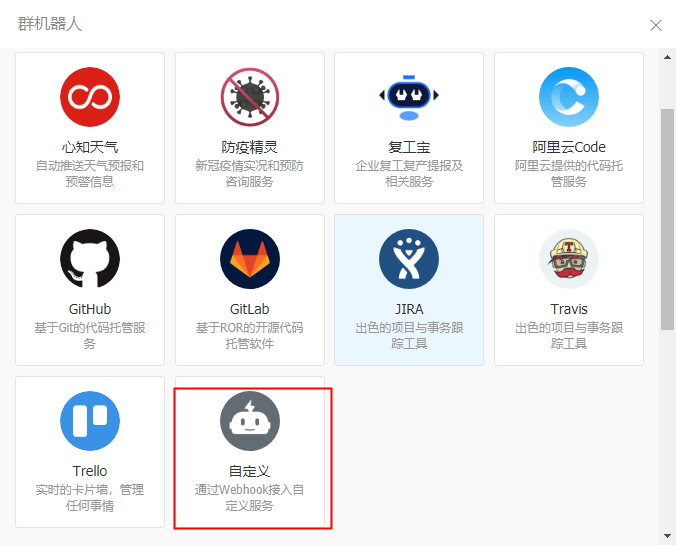 群机器人
心知天气
自动推送天气预报和
预警信息
防疫精灵
新冠疫情实况和预防
咨询服务
复工宝
企业复工复产提报及
相关服务
阿里云Code
阿里云提供的代码托
管服务
GitHub
基于Git的代码托管服
务
GitLab
基于ROR的开源代码
托管软件
JIRA
出色的项目与事务跟
踪工具
Travis
出色的项目与事务跟
踪工具
Trello
实时的卡片墙，管理
任何事情
自定义
通过Webhook接入自
定义服务